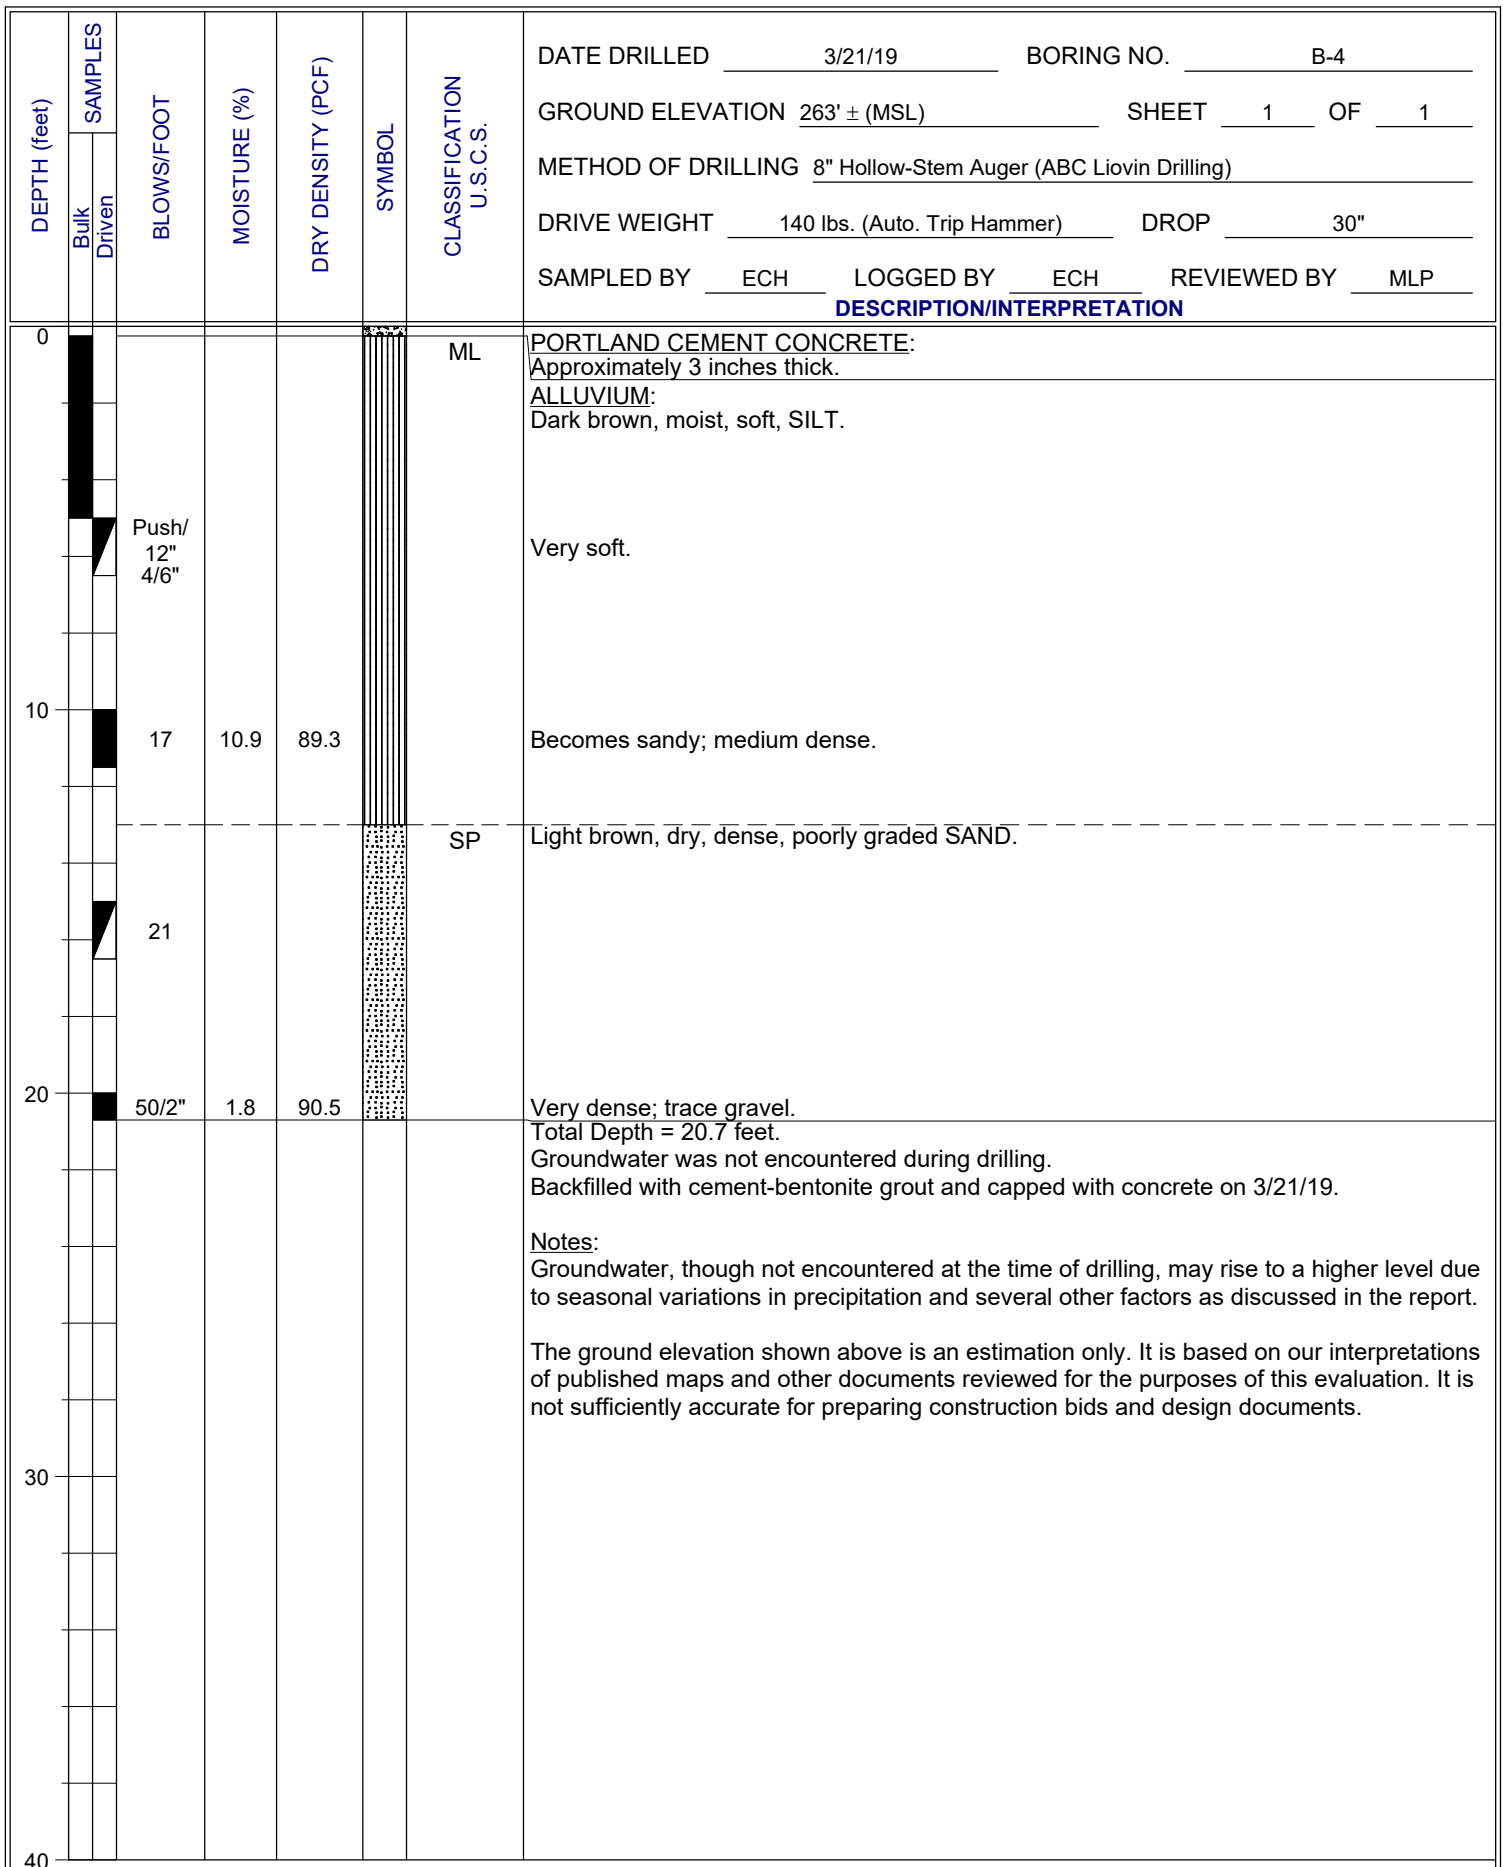 DEPTH (feet)
SAMPLES
Bulk
Driven
BLOWS/FOOT
MOISTURE (%)
DRY DENSITY (PCF)
SYMBOL
CLASSIFICATION
U.S.C.S.
DATE DRILLED 3/21/19 BORING NO. B-4
GROUND ELEVATION 263' ± (MSL) SHEET 1 OF 1
METHOD OF DRILLING 8" Hollow-Stem Auger (ABC Liovin Drilling)
DRIVE WEIGHT 140 lbs. (Auto. Trip Hammer) DROP 30"
SAMPLED BY ECH LOGGED BY ECH REVIEWED BY MLP
DESCRIPTION/INTERPRETATION
0 ML PORTLAND CEMENT CONCRETE:
Approximately 3 inches thick.
ALLUVIUM:
Dark brown, moist, soft, SILT.
Push/
12" Very soft.
4/6"
10
17 10.9 89.3 Becomes sandy; medium dense.
SP Light brown, dry, dense, poorly graded SAND.
21
20
50/2" 1.8 90.5 Very dense; trace gravel.
Total Depth = 20.7 feet.
Groundwater was not encountered during drilling.
Backfilled with cement-bentonite grout and capped with concrete on 3/21/19.
Notes:
Groundwater, though not encountered at the time of drilling, may rise to a higher level due
to seasonal variations in precipitation and several other factors as discussed in the report.
The ground elevation shown above is an estimation only. It is based on our interpretations
of published maps and other documents reviewed for the purposes of this evaluation. It is
not sufficiently accurate for preparing construction bids and design documents.
30
40